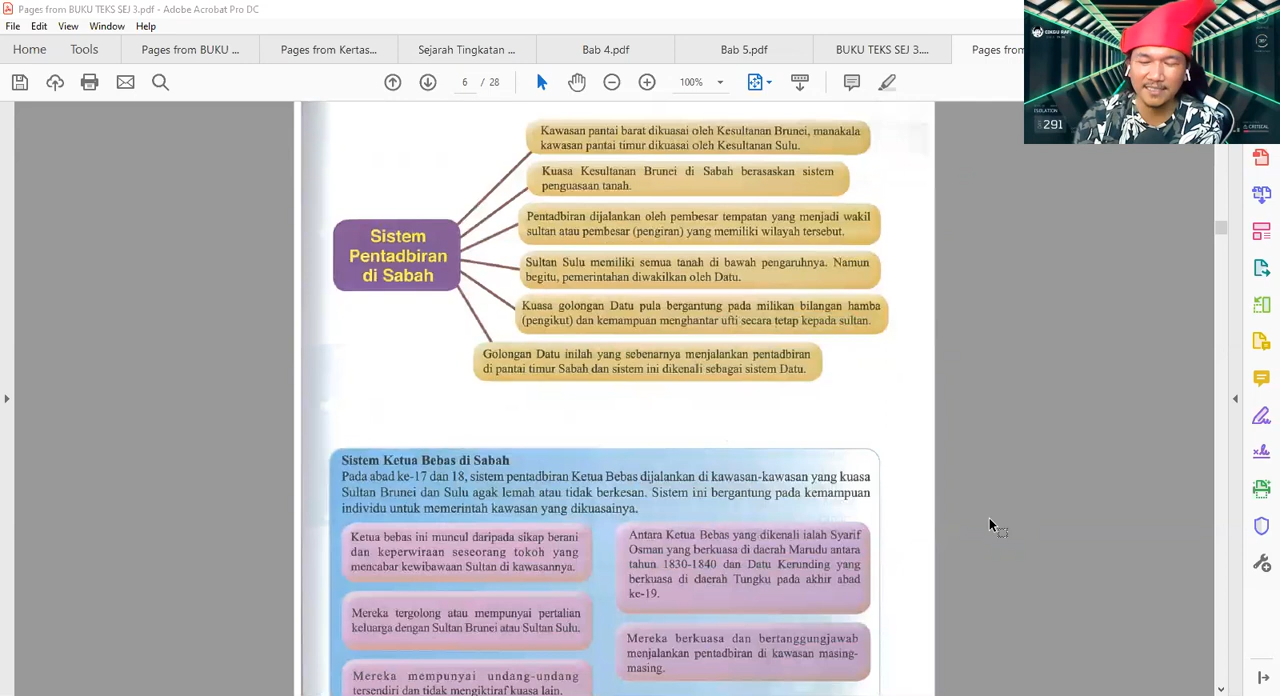 Pages from BUKU TEKS SEJ 3.pdf - Adobe Acrobat Pro DC
File Edit View Window Help
Home Tools Pages from BUKU ... Pages from Kertas... Sejarah Tingkatan ... Bab 4.pdf Bab 5.pdf BUKU TEKS SEJ 3.... Pages from
6 / 28 100%
CIKGU RAFI
ISOLATION
291
CRITICAL
Sistem
Pentadbiran
di Sabah
Kawasan pantai barat dikuasai oleh Kesultanan Brunei, manakala
kawasan pantai timur dikuasai oleh Kesultanan Sulu.
Kuasa Kesultanan Brunei di Sabah berasaskan sistem
penguasaan tanah.
Pentadbiran dijalankan oleh pembesar tempatan yang menjadi wakil
sultan atau pembesar (pengiran) yang memiliki wilayah tersebut.
Sultan Sulu memiliki semua tanah di bawah pengaruhnya. Namun
begitu, pemerintahan diwakilkan oleh Datu.
Kuasa golongan Datu pula bergantung pada milikan bilangan hamba
(pengikut) dan kemampuan menghantar ufti secara tetap kepada sultan.
Golongan Datu inilah yang sebenarnya menjalankan pentadbiran
di pantai timur Sabah dan sistem ini dikenali sebagai sistem Datu.
Sistem Ketua Bebas di Sabah
Pada abad ke-17 dan 18, sistem pentadbiran Ketua Bebas dijalankan di kawasan-kawasan yang kuasa
Sultan Brunei dan Sulu agak lemah atau tidak berkesan. Sistem ini bergantung pada kemampuan
individu untuk memerintah kawasan yang dikuasainya.
Ketua bebas ini muncul daripada sikap berani
dan keperwiraan seseorang tokoh yang
mencabar kewibawaan Sultan di kawasannya.
Mereka tergolong atau mempunyai pertalian
keluarga dengan Sultan Brunei atau Sultan Sulu.
Mereka mempunyai undang-undang
tersendiri dan tidak mengiktiraf kuasa lain.
Antara Ketua Bebas yang dikenali ialah Syarif
Osman yang berkuasa di daerah Marudu antara
tahun 1830-1840 dan Datu Kerunding yang
berkuasa di daerah Tungku pada akhir abad
ke-19.
Mereka berkuasa dan bertanggungjawab
menjalankan pentadbiran di kawasan masing-
masing.